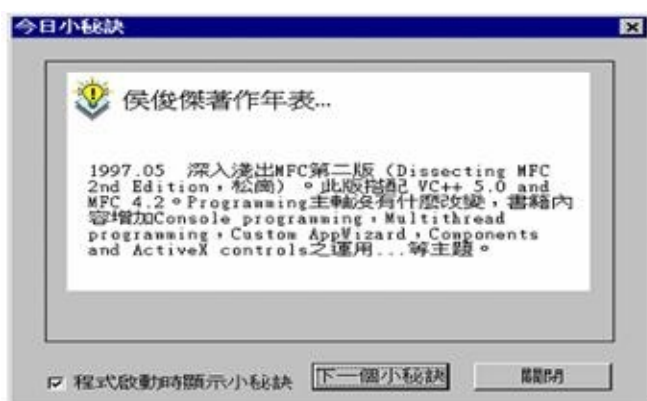 今日小秘訣
侯俊傑著作年表...
1997.05 深入淺出MFC第二版 (Dissecting MFC
2nd Edition，松崗) 。此版搭配 VC++ 5.0 and
MFC 4.2。Programming主軸沒有什麼改變，書籍內
容增加Console programming，Multithread
programming，Custom AppWizard，Components
and ActiveX controls之運用...等主題。
程式啟動時顯示小秘訣
下一個小秘訣
關閉